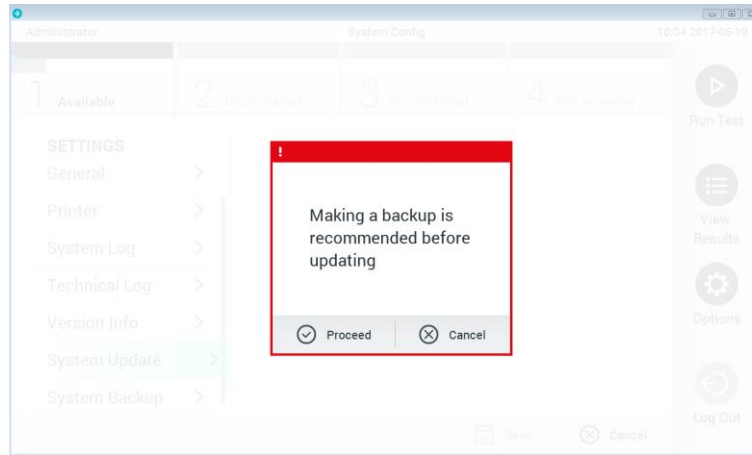 Administrator
System Config
10:04 2017-05-19
1 Available
2 Not installed
3 Not installed
4 Not installed
Run Test
SETTINGS
General
Printer
System Log
Technical Log
Version Info
System Update
System Backup
!
Making a backup is
recommended before
updating
Proceed
Cancel
View
Results
Options
Log Out
Save
Cancel